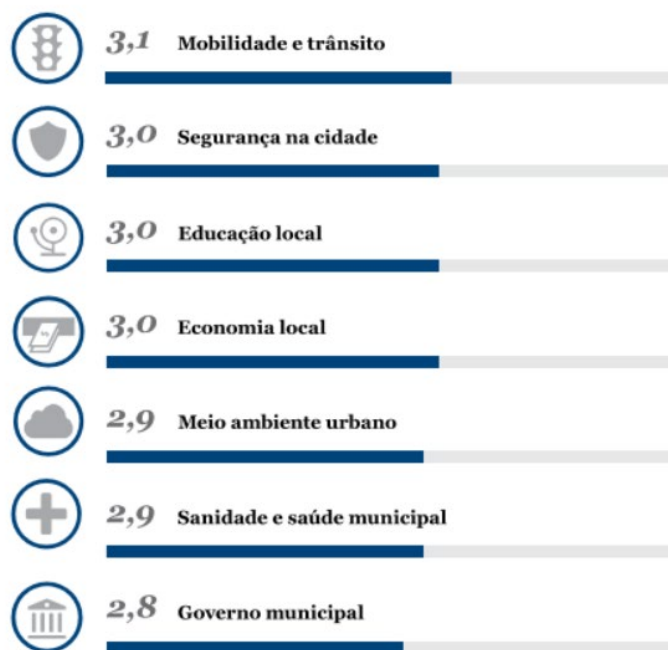 3,1 Mobilidade e trânsito
3,0 Segurança na cidade
3,0 Educação local
3,0 Economia local
2,9 Meio ambiente urbano
2,9 Sanidade e saúde municipal
2,8 Governo municipal